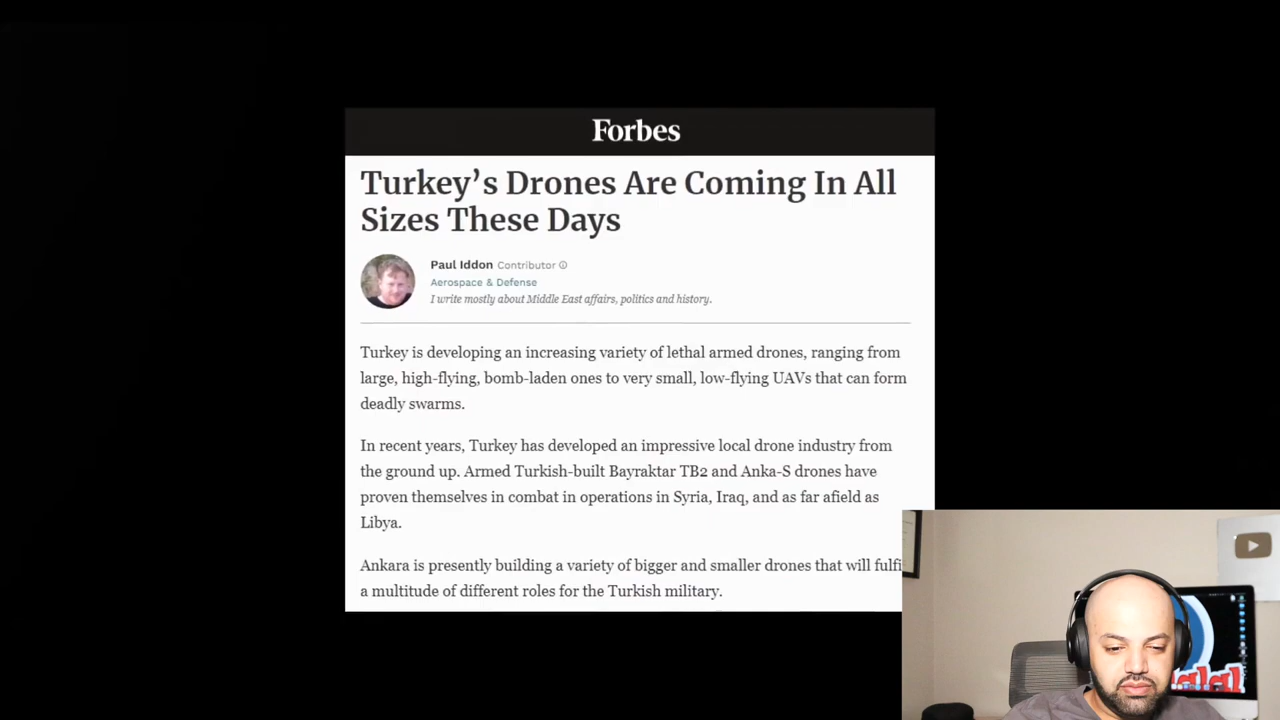 Forbes
Turkey's Drones Are Coming In All
Sizes These Days
Paul Iddon Contributor
Aerospace & Defense
I write mostly about Middle East affairs, politics and history.
Turkey is developing an increasing variety of lethal armed drones, ranging from
large, high-flying, bomb-laden ones to very small, low-flying UAVs that can form
deadly swarms.
In recent years, Turkey has developed an impressive local drone industry from
the ground up. Armed Turkish-built Bayraktar TB2 and Anka-S drones have
proven themselves in combat in operations in Syria, Iraq, and as far afield as
Libya.
Ankara is presently building a variety of bigger and smaller drones that will fulfi
a multitude of different roles for the Turkish military.